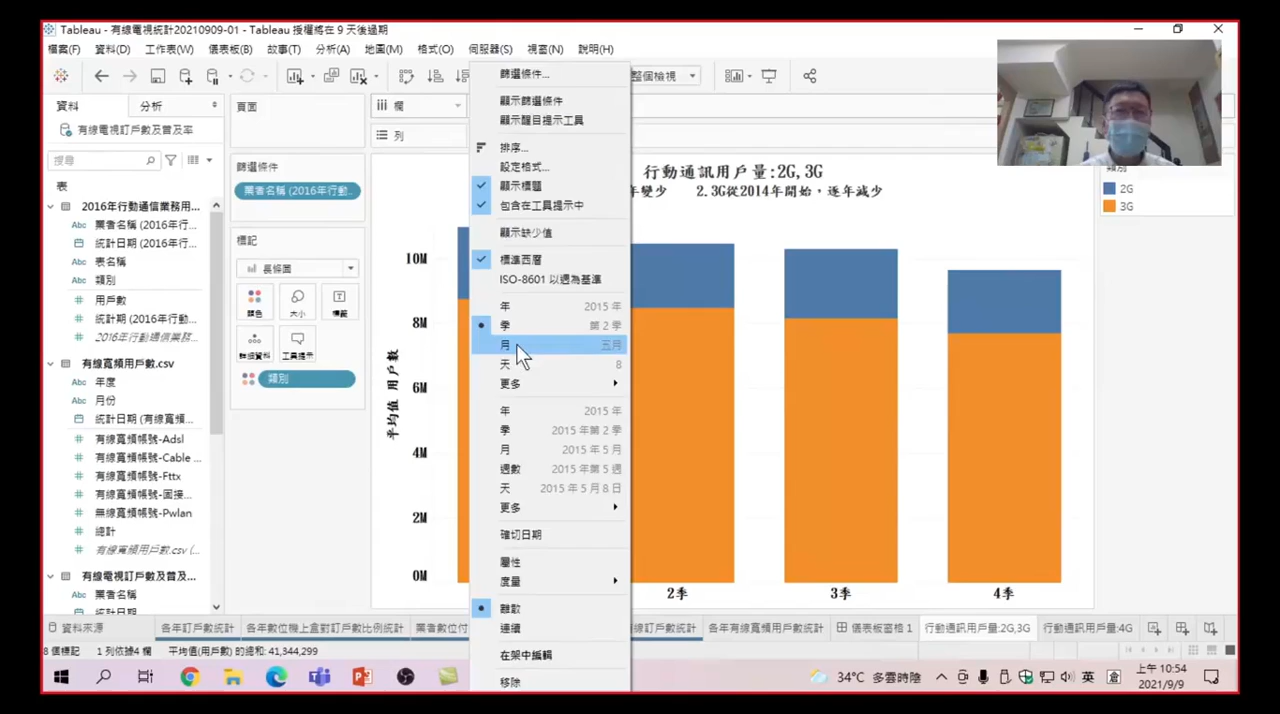 Tableau - 有線電視統計20210909-01 - Tableau 授權將在 9 天後過期
檔案(F) 資料(D) 工作表(W) 儀表板(B) 故事(T) 分析(A) 地圖(M) 格式(O) 伺服器(S) 視窗(N) 說明(H)
整個檢視
資料 分析
有線電視訂戶數及普及率
搜尋
表
2016年行動通信業務用...
Abc 業者名稱 (2016年行...
統計日期 (2016年行...
Abc 表名稱
Abc 類別
# 用戶數
# 統計期 (2016年行動...
# 2016年行動通信業務...
有線寬頻用戶數.csv
Abc 年度
Abc 月份
統計日期 (有線寬頻...
# 有線寬頻帳號-Adsl
# 有線寬頻帳號-Cable ...
# 有線寬頻帳號-Fttx
# 有線寬頻帳號-固接...
# 無線寬頻帳號-Pwlan
# 總計
# 有線寬頻用戶數.csv (...
有線電視訂戶數及普及...
Abc 業者名稱
統計日期
頁面
篩選條件
業者名稱 (2016年行動..
標記
長條圖
顏色 大小 標籤
詳細資料 工具提示
類別
iii 欄
列
篩選條件...
顯示篩選條件
顯示醒目提示工具
排序...
設定格式...
顯示標題
包含在工具提示中
顯示缺少值
標準西曆
ISO-8601 以週為基準
年 2015 年
季 第 2 季
月 五月
天 8
更多
年 2015 年
季 2015 年第 2 季
月 2015 年 5 月
週數 2015 年第 5 週
天 2015 年 5 月 8 日
更多
確切日期
屬性
度量
離散
連續
在架中編輯
移除
行動通訊用戶量:2G,3G
年變少 2.3G從2014年開始，逐年減少
平均值 用戶數
10M
8M
6M
4M
2M
0M
2季 3季 4季
類別
2G
3G
資料來源 各年訂戶數統計 各年數位機上盒對訂戶數比例統計 業者數位付 線訂戶數統計 各年有線寬頻用戶數統計 儀表板窗格 1 行動通訊用戶量:2G,3G 行動通訊用戶量:4G
8 個標記 1 列依據4 欄 平均值(用戶數) 的總和: 41,344,299
34°C 多雲時陰 英 倉 上午 10:54
2021/9/9